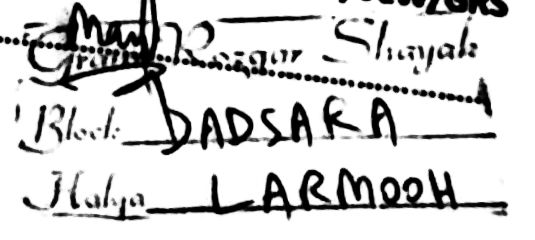 Gram Rozgar Shayak
Block DADSARA
Halqa LARMOOH